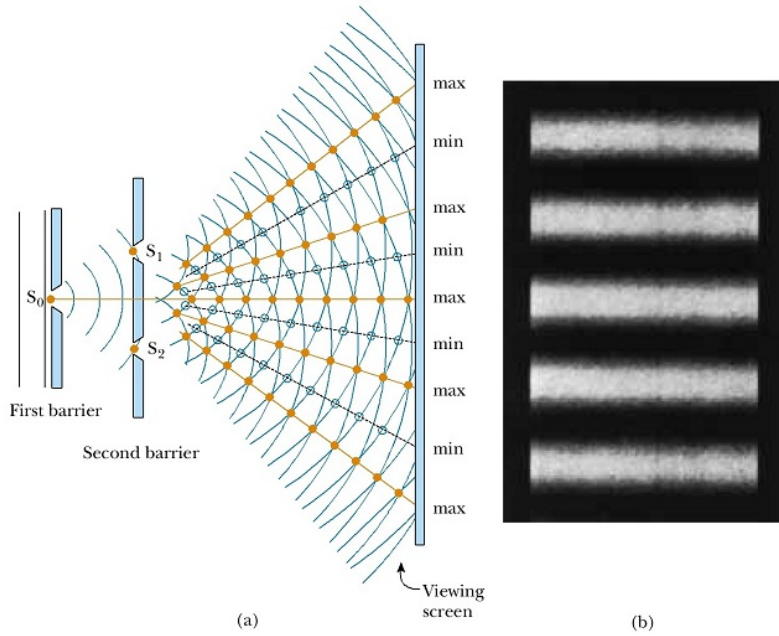 max
min
max
S₁
min
S₀
max
S₂
min
max
First barrier
Second barrier
min
max
Viewing
screen
(a)
(b)